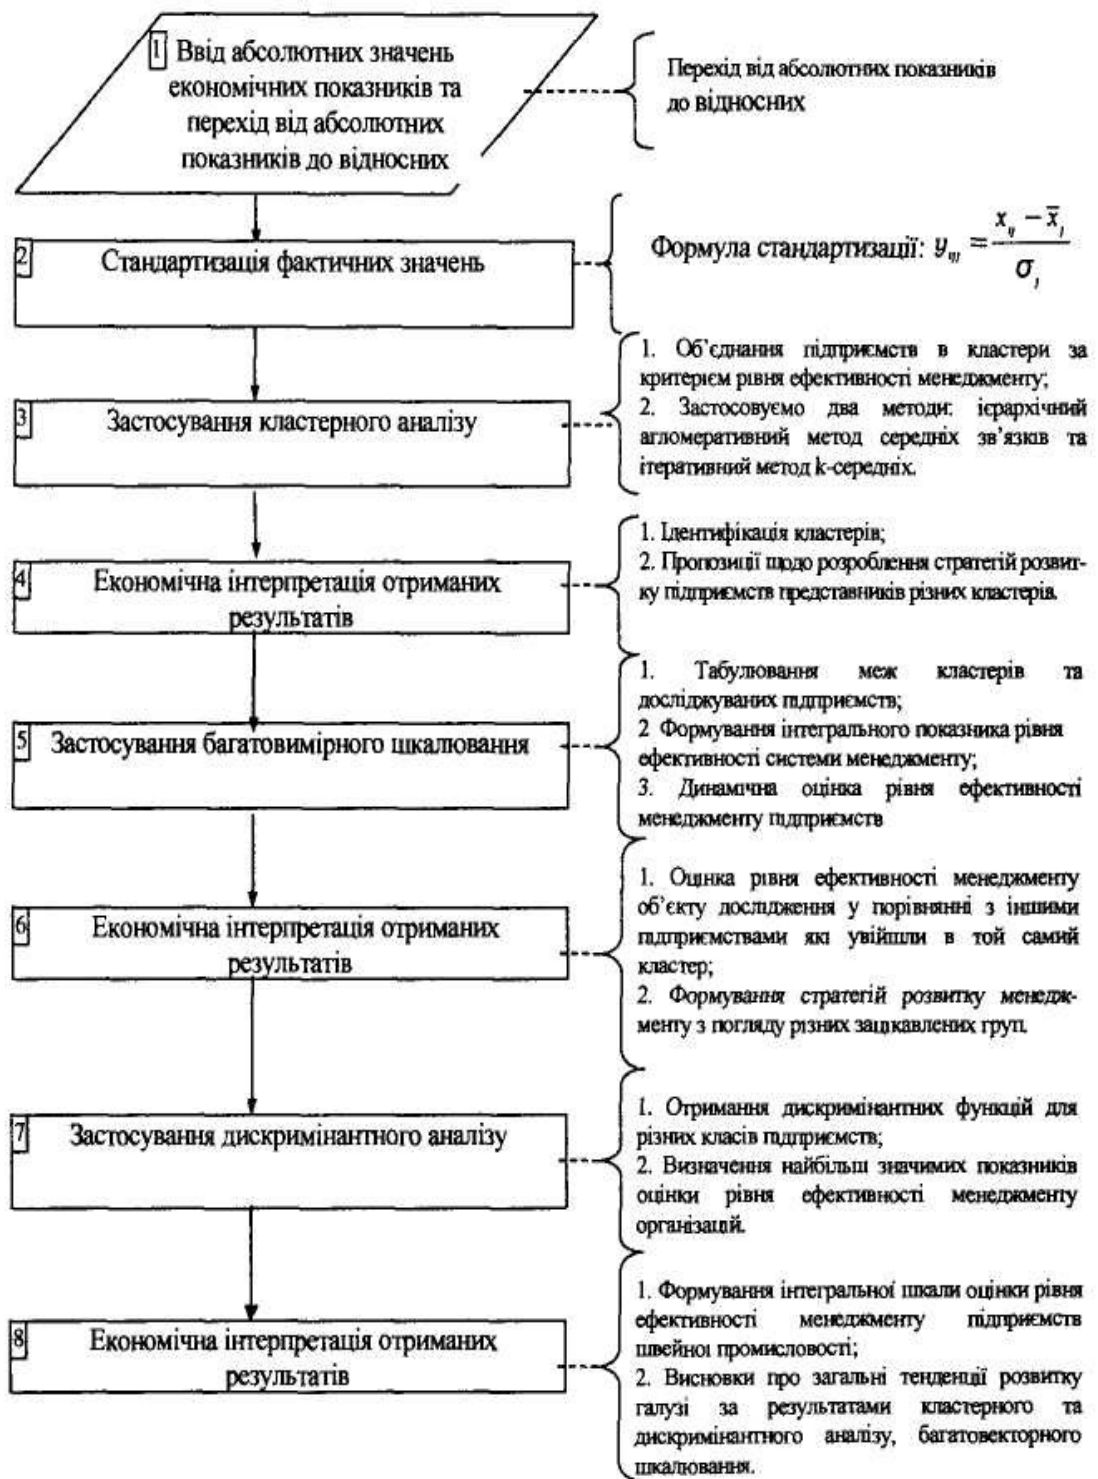 1 Ввід абсолютних значень
економічних показників та
перехід від абсолютних
показників до відносних
Перехід від абсолютних показників
до відносних
2 Стандартизація фактичних значень
Формула стандартизації: y_ij = (x_ij − x̄_j) / σ_j
3 Застосування кластерного аналізу
1. Об’єднання підприємств в кластери за
критерієм рівня ефективності менеджменту;
2. Застосовуємо два методи: ієрархічний
агломеративний метод середніх зв’язків та
ітеративний метод k-середніх.
4 Економічна інтерпретація отриманих
результатів
1. Ідентифікація кластерів;
2. Пропозиції щодо розроблення стратегій розвит-
ку підприємств представників різних кластерів.
5 Застосування багатовимірного шкалювання
1. Табулювання меж кластерів та
досліджуваних підприємств;
2 Формування інтегрального показника рівня
ефективності системи менеджменту;
3. Динамічна оцінка рівня ефективності
менеджменту підприємств
6 Економічна інтерпретація отриманих
результатів
1. Оцінка рівня ефективності менеджменту
об’єкту дослідження у порівнянні з іншими
підприємствами які увійшли в той самий
кластер;
2. Формування стратегій розвитку менедж-
менту з погляду різних зацікавлених груп.
7 Застосування дискримінантного аналізу
1. Отримання дискримінантних функцій для
різних класів підприємств;
2. Визначення найбільш значимих показників
оцінки рівня ефективності менеджменту
організацій.
8 Економічна інтерпретація отриманих
результатів
1. Формування інтегральної шкали оцінки рівня
ефективності менеджменту підприємств
швейної промисловості;
2. Висновки про загальні тенденції розвитку
галузі за результатами кластерного та
дискримінантного аналізу, багатовекторного
шкалювання.